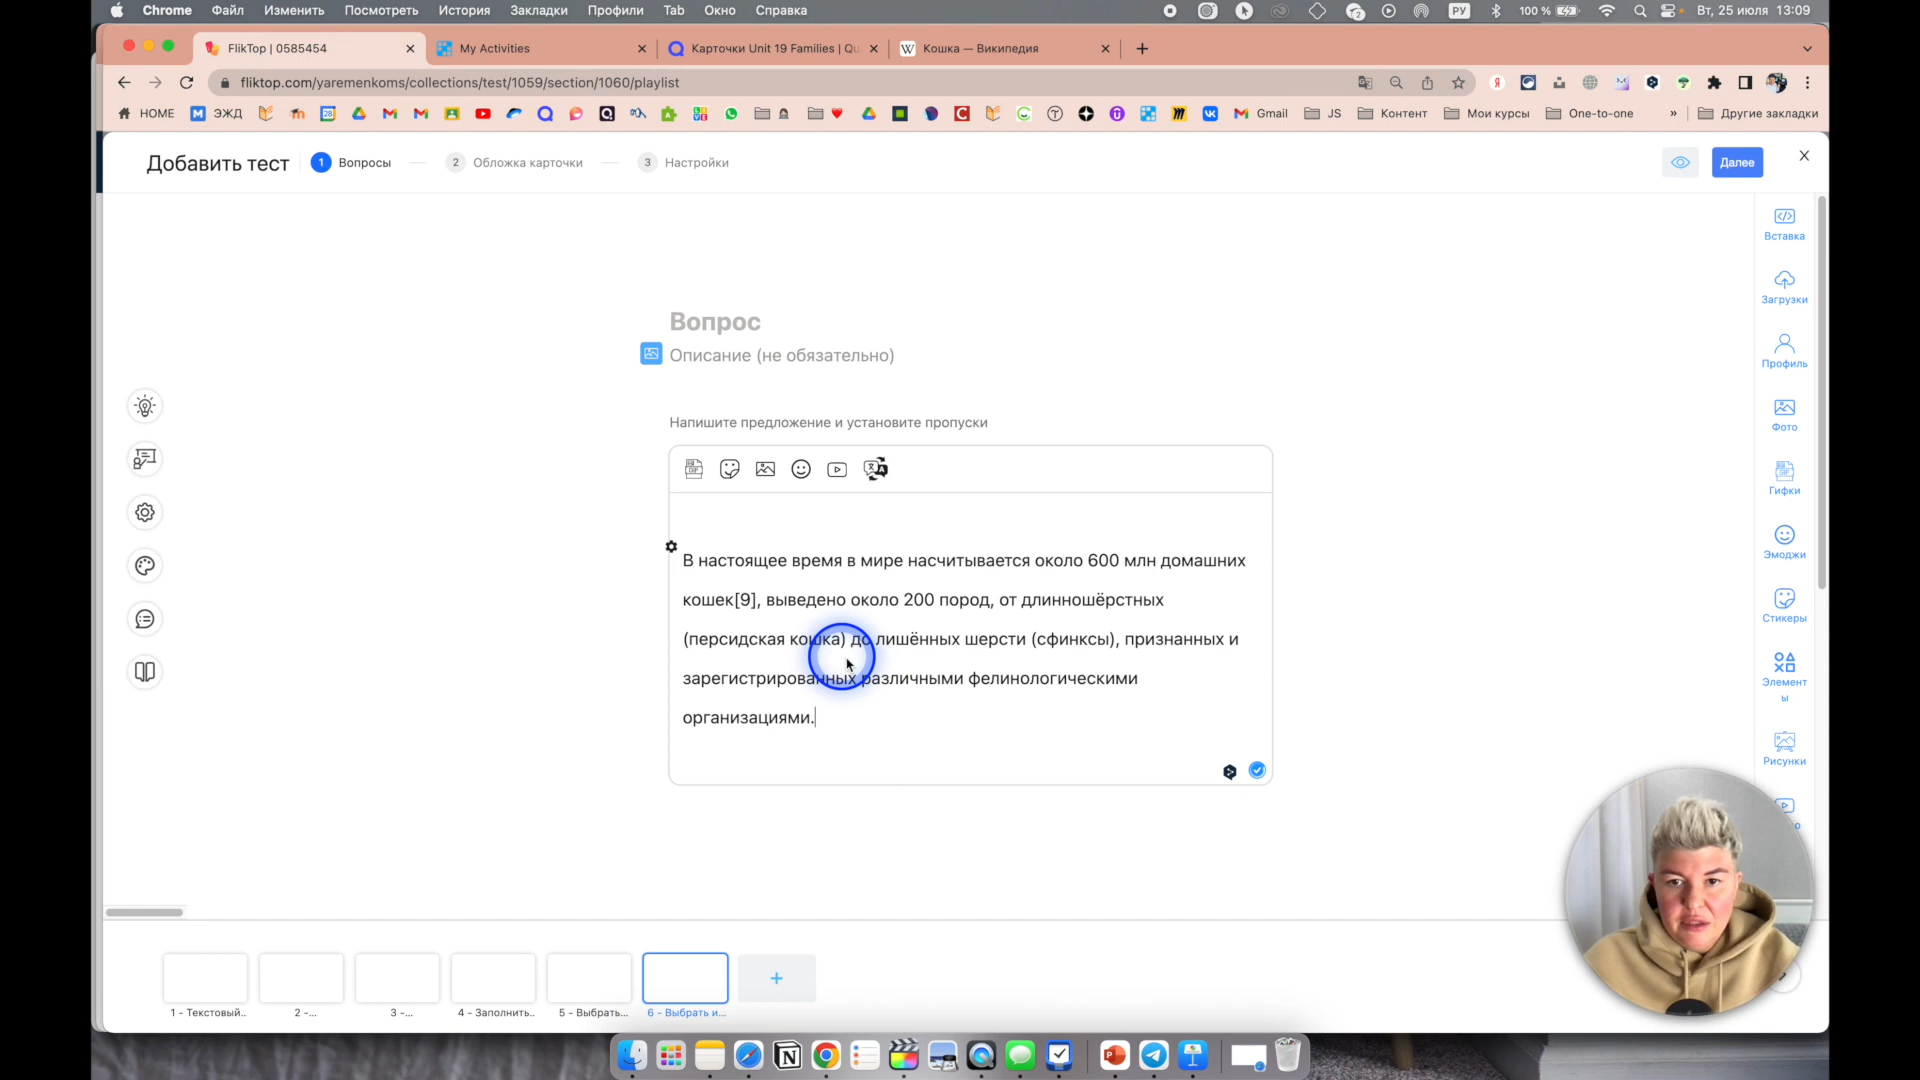 Chrome Файл Изменить Посмотреть История Закладки Профили Tab Окно Справка РУ 100 % Вт, 25 июля 13:09
FlikTop | 0585454 My Activities Карточки Unit 19 Families | Qu Кошка — Википедия
fliktop.com/yaremenkoms/collections/test/1059/section/1060/playlist
HOME ЭЖД Gmail JS Контент Мои курсы One-to-one » Другие закладки
Добавить тест 1 Вопросы 2 Обложка карточки 3 Настройки Далее
Вставка
Загрузки
Профиль
Фото
Гифки
Эмоджи
Стикеры
Элемент
ы
Рисунки
Вопрос
Описание (не обязательно)
Напишите предложение и установите пропуски
В настоящее время в мире насчитывается около 600 млн домашних
кошек[9], выведено около 200 пород, от длинношёрстных
(персидская кошка) до лишённых шерсти (сфинксы), признанных и
зарегистрированных различными фелинологическими
организациями.
1 - Текстовый.. 2 -... 3 -... 4 - Заполнить.. 5 - Выбрать... 6 - Выбрать и...